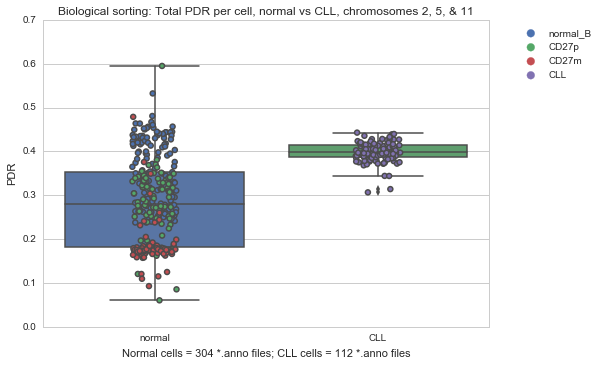 Biological sorting: Total PDR per cell, normal vs CLL, chromosomes 2, 5, & 11
0.7
0.6
0.5
0.4
0.3
0.2
0.1
0.0
PDR
normal
CLL
Normal cells = 304 *.anno files; CLL cells = 112 *.anno files
normal_B
CD27p
CD27m
CLL